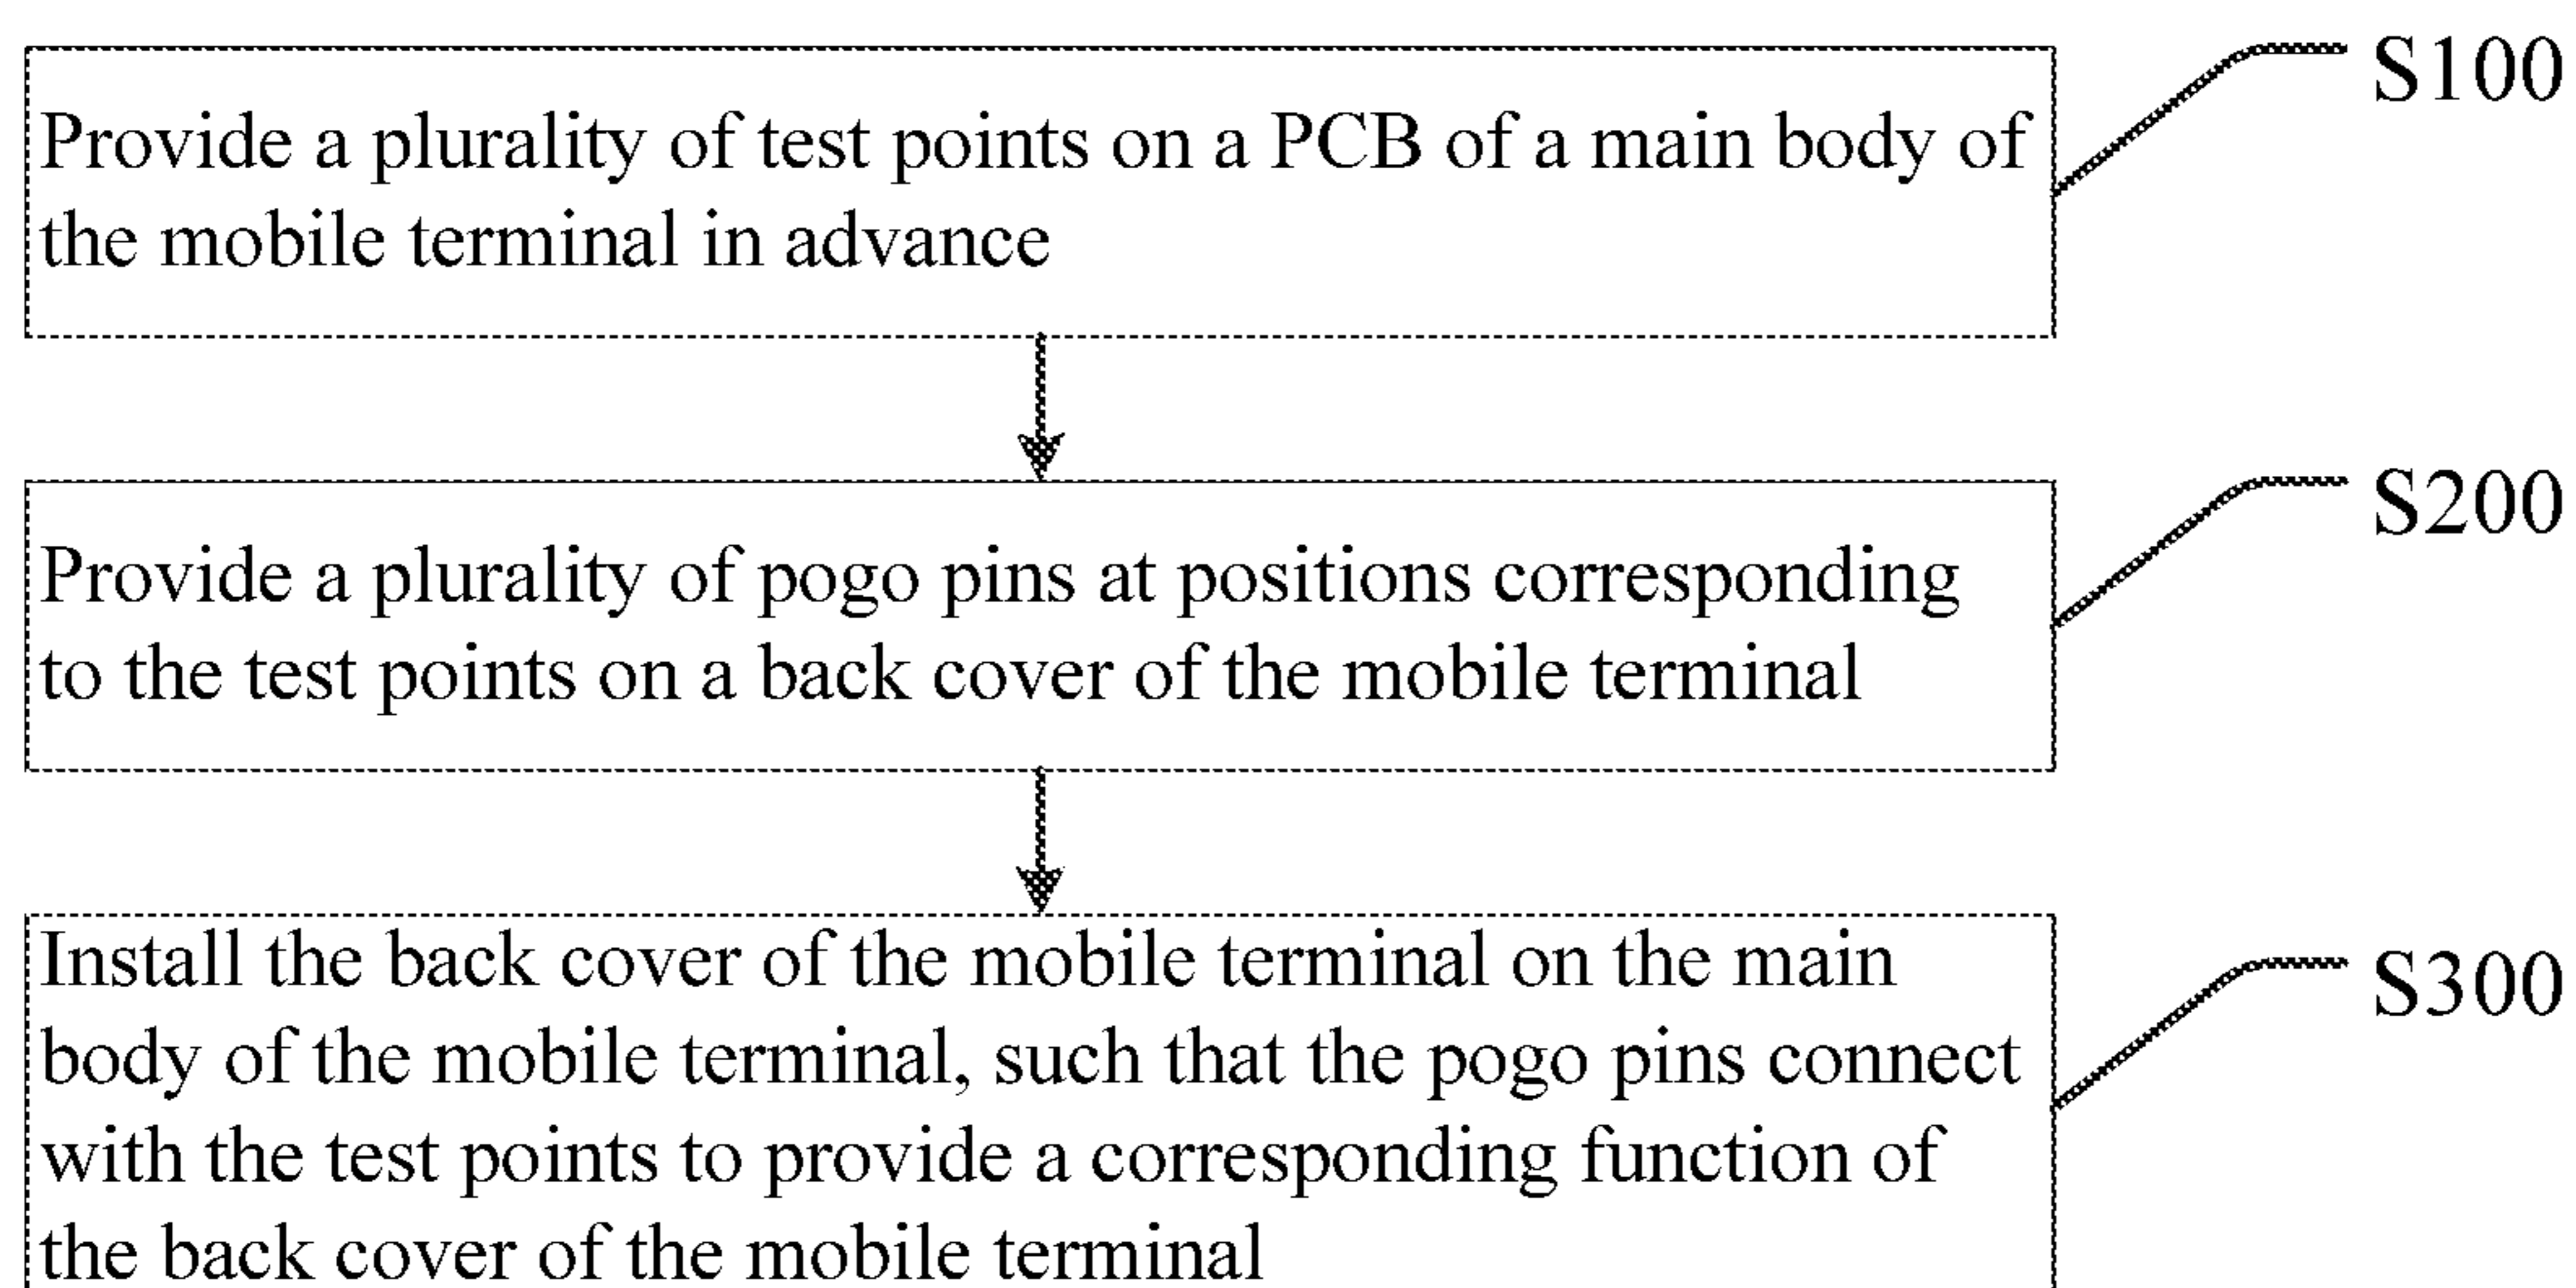 S100
Provide a plurality of test points on a PCB of a main body of
the mobile terminal in advance
S200
Provide a plurality of pogo pins at positions corresponding
to the test points on a back cover of the mobile terminal
S300
Install the back cover of the mobile terminal on the main
body of the mobile terminal, such that the pogo pins connect
with the test points to provide a corresponding function of
the back cover of the mobile terminal